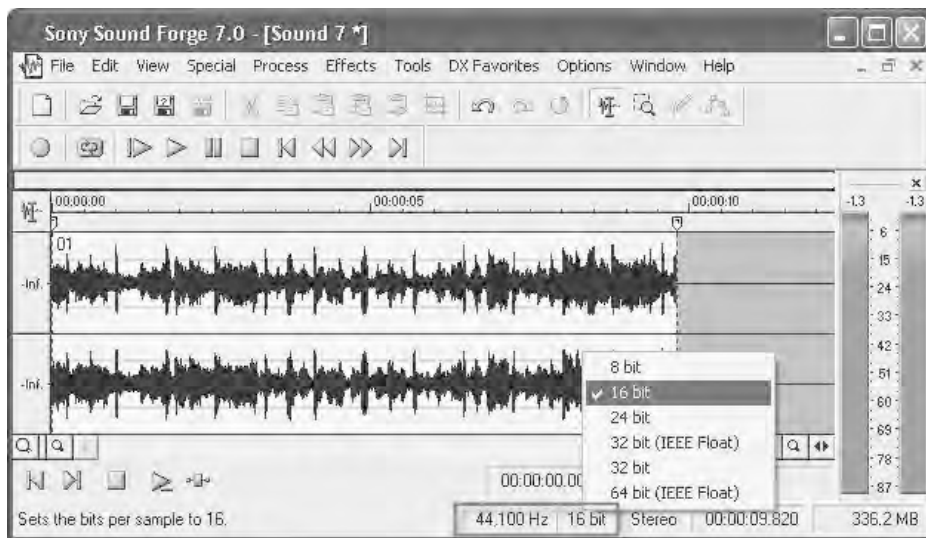 Sony Sound Forge 7.0 - [Sound 7 *]
File Edit View Special Process Effects Tools DX Favorites Options Window Help
00:00:00 00:00:05 00:00:10
-1.3 -1.3
01
-Inf.
-Inf.
6
15
24
33
42
51
60
69
78
87
8 bit
16 bit
24 bit
32 bit (IEEE Float)
32 bit
64 bit (IEEE Float)
00:00:00.00
Sets the bits per sample to 16.
44,100 Hz 16 bit Stereo 00:00:09.820 336.2 MB